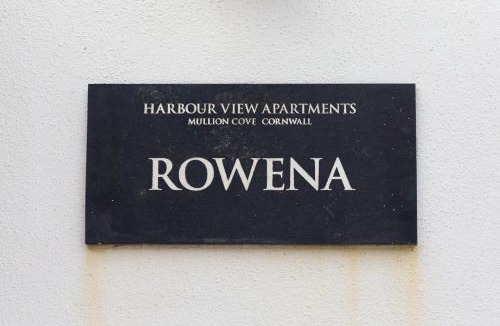 HARBOUR VIEW APARTMENTS
MULLION COVE CORNWALL
ROWENA